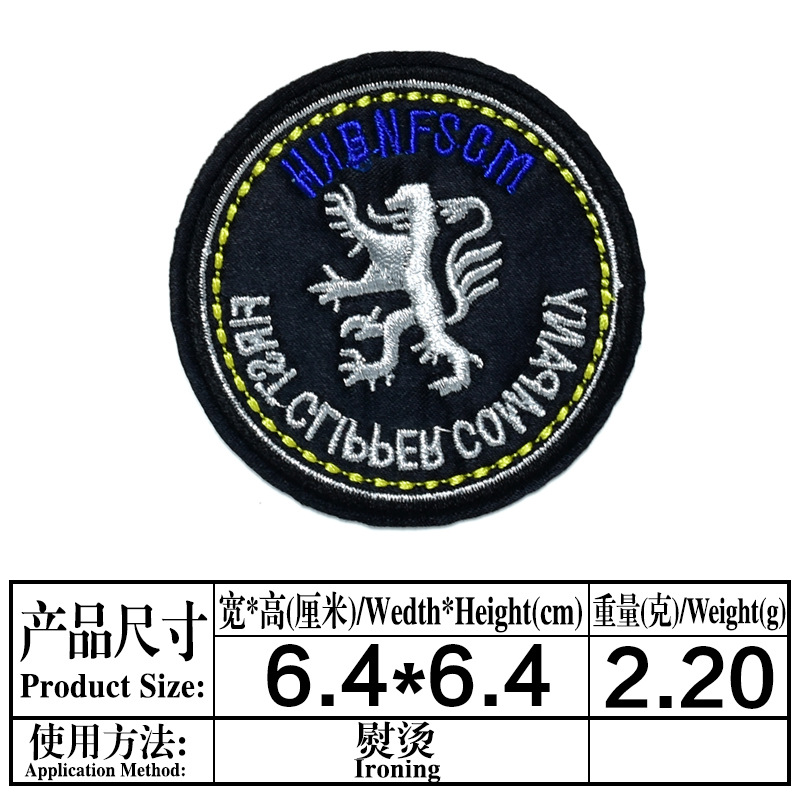 H.X.B.N.F.S.C.M
FIRST CLIPPER COMPANY
产品尺寸
Product Size:
宽*高(厘米)/Wedth*Height(cm)
重量(克)/Weight(g)
6.4*6.4
2.20
使用方法:
Application Method:
熨烫
Ironing